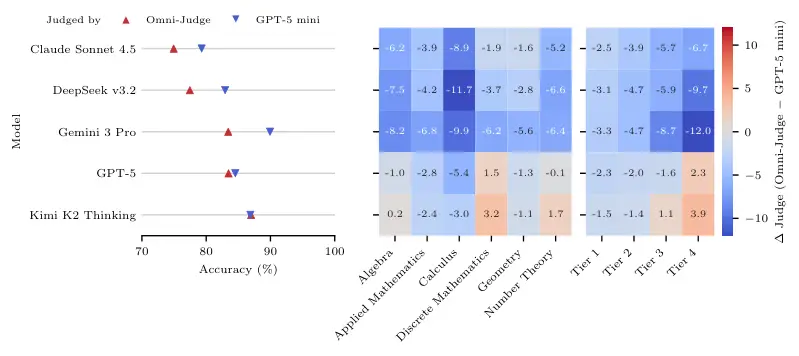 Judged by ▲ Omni-Judge ▼ GPT-5 mini
Model
Claude Sonnet 4.5
DeepSeek v3.2
Gemini 3 Pro
GPT-5
Kimi K2 Thinking
70 80 90 100
Accuracy (%)
-6.2 -3.9 -8.9 -1.9 -1.6 -5.2
-7.5 -4.2 -11.7 -3.7 -2.8 -6.6
-8.2 -6.8 -9.9 -6.2 -5.6 -6.4
-1.0 -2.8 -5.4 1.5 -1.3 -0.1
0.2 -2.4 -3.0 3.2 -1.1 1.7
Algebra
Applied Mathematics
Calculus
Discrete Mathematics
Geometry
Number Theory
-2.5 -3.9 -5.7 -6.7
-3.1 -4.7 -5.9 -9.7
-3.3 -4.7 -8.7 -12.0
-2.3 -2.0 -1.6 2.3
-1.5 -1.4 1.1 3.9
Tier 1
Tier 2
Tier 3
Tier 4
10
5
0
−5
−10
Δ Judge (Omni-Judge − GPT-5 mini)